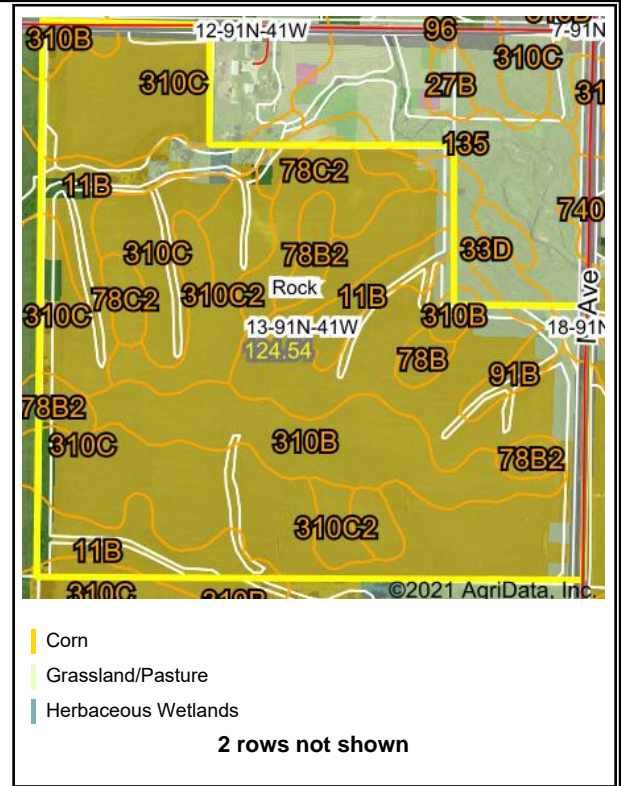 310B
12-91N-41W
96
7-91N
310C
310C
27B
31
135
11B
78C2
740
310C
78B2
33D
78C2
310C2
Rock
11B
310C
13-91N-41W
310B
18-91N
124.54
78B
Ave
91B
78B2
310C
310B
78B2
310C2
11B
310C
©2021 AgriData, Inc.
Corn
Grassland/Pasture
Herbaceous Wetlands
2 rows not shown